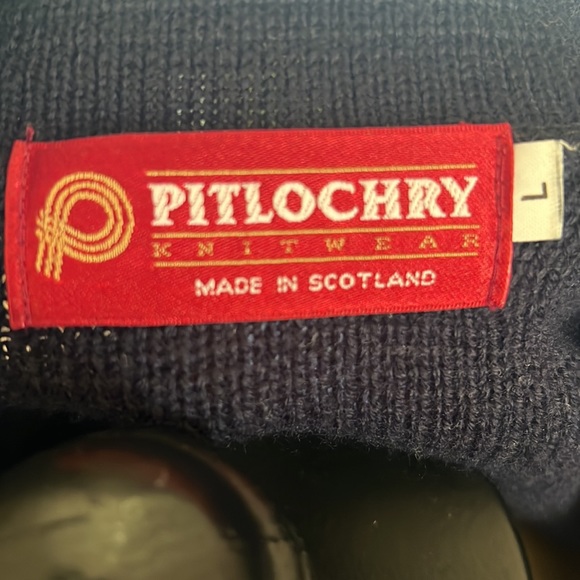 PITLOCHRY
KNITWEAR
MADE IN SCOTLAND
L